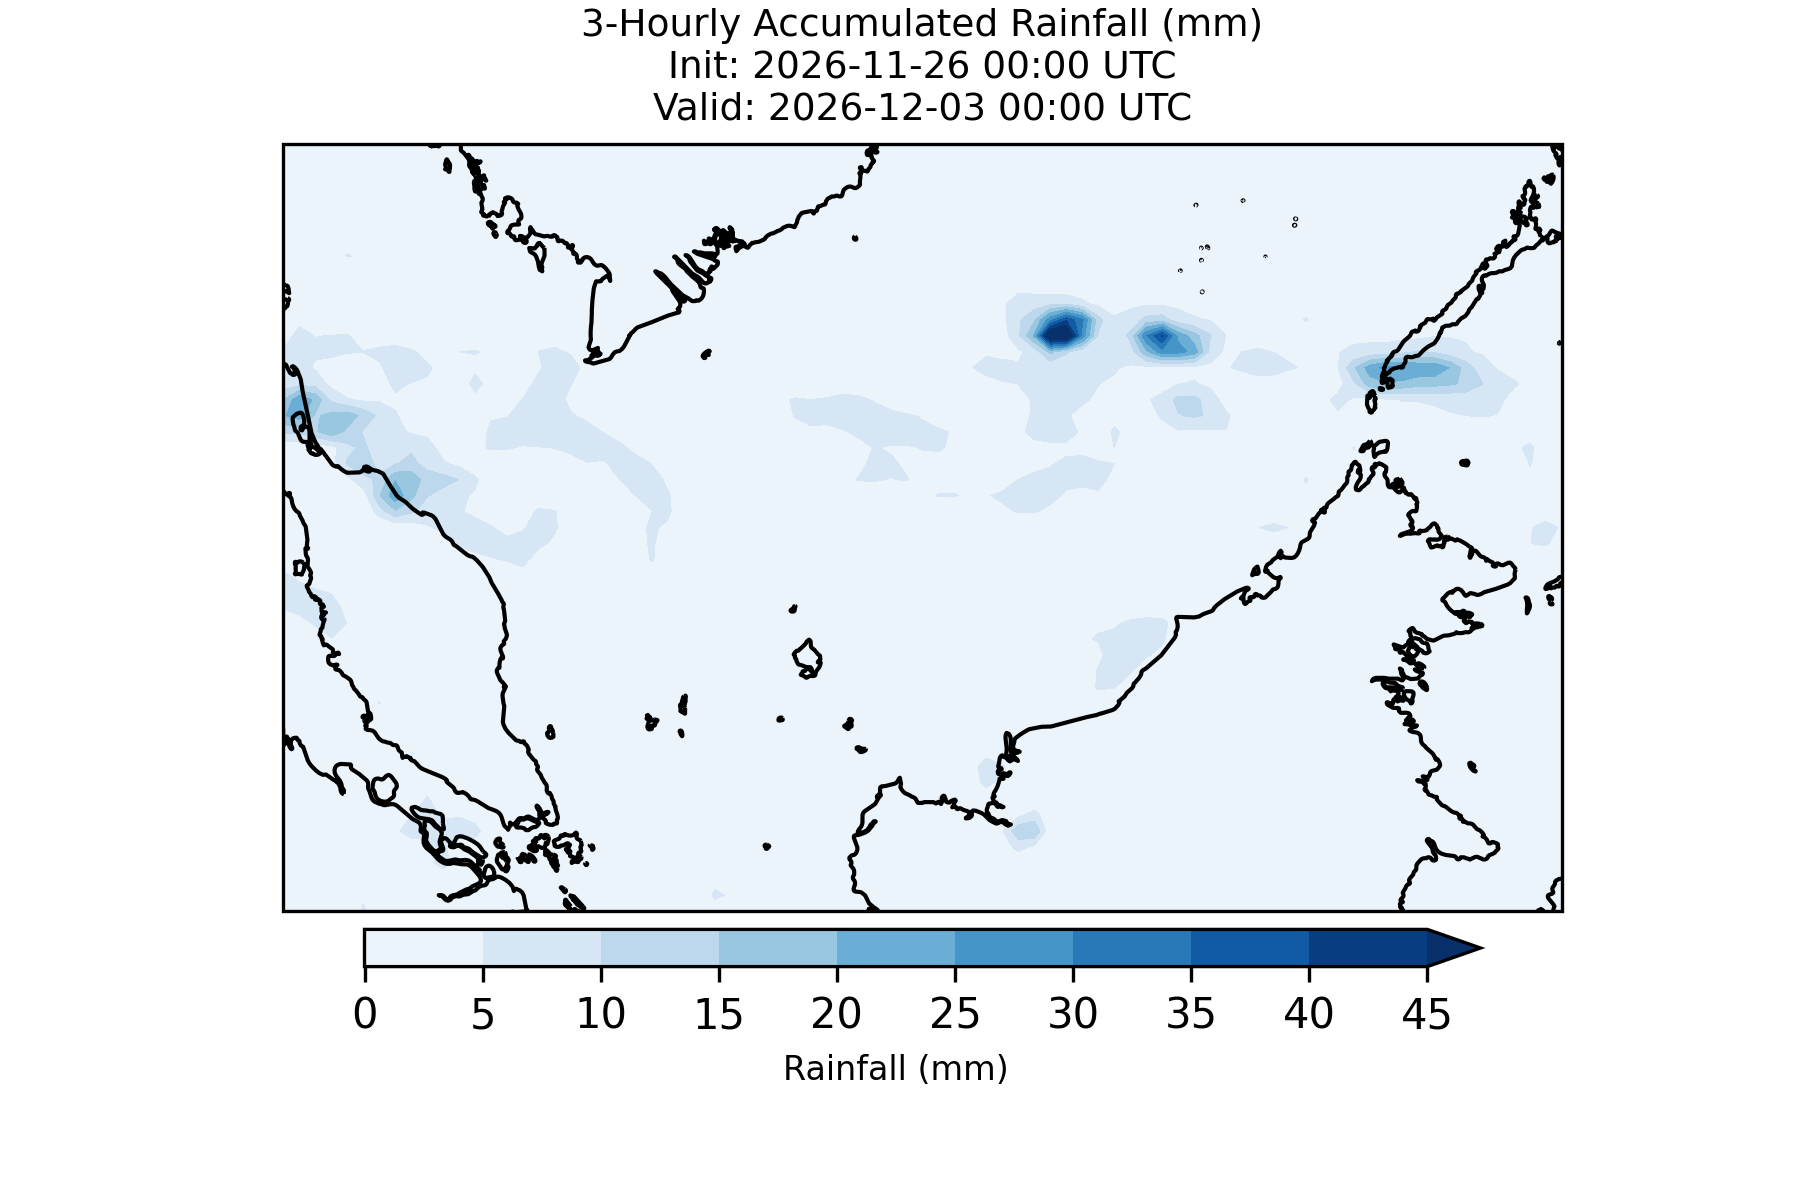 3-Hourly Accumulated Rainfall (mm)
Init: 2026-11-26 00:00 UTC
Valid: 2026-12-03 00:00 UTC
0 5 10 15 20 25 30 35 40 45
Rainfall (mm)